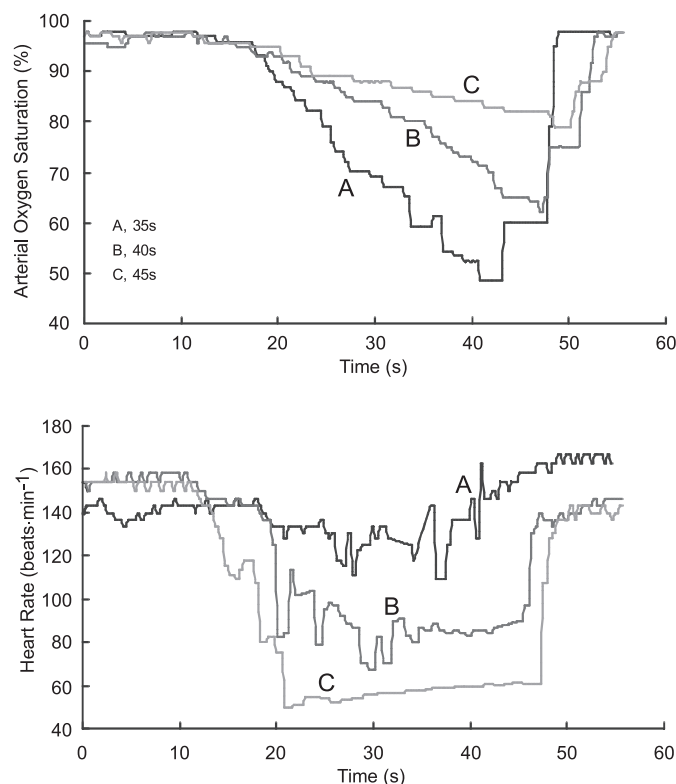 100
90
80
70
60
50
40
Arterial Oxygen Saturation (%)
C
B
A
A, 35s
B, 40s
C, 45s
0 10 20 30 40 50 60
Time (s)
180
160
140
120
100
80
60
40
Heart Rate (beats·min-1)
A
B
C
0 10 20 30 40 50 60
Time (s)